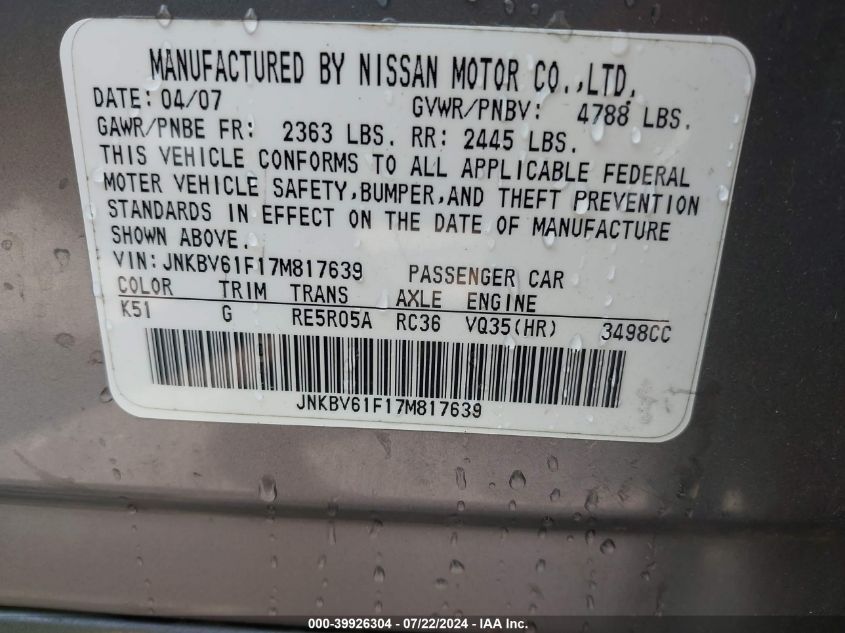 MANUFACTURED BY NISSAN MOTOR CO.,LTD.
DATE: 04/07 GVWR/PNBV: 4788 LBS.
GAWR/PNBE FR: 2363 LBS. RR: 2445 LBS.
THIS VEHICLE CONFORMS TO ALL APPLICABLE FEDERAL
MOTER VEHICLE SAFETY,BUMPER,AND THEFT PREVENTION
STANDARDS IN EFFECT ON THE DATE OF MANUFACTURE
SHOWN ABOVE.
VIN:JNKBV61F17M817639 PASSENGER CAR
COLOR TRIM TRANS AXLE ENGINE
K51 G RE5R05A RC36 VQ35(HR) 3498CC
JNKBV61F17M817639
000-39926304 - 07/22/2024 - IAA Inc.